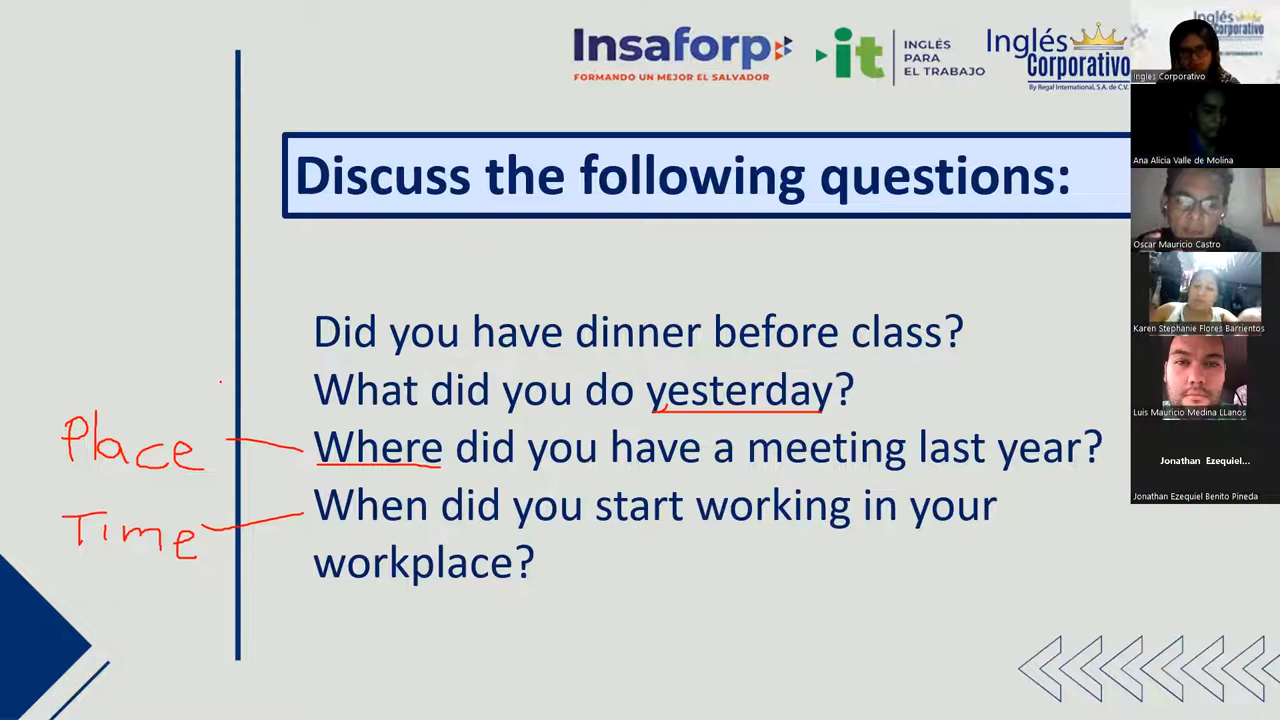 Insaforp
FORMANDO UN MEJOR EL SALVADOR
it
INGLÉS
PARA
EL TRABAJO
Inglés
Corporativo
By Regal International, S.A. de C.V.
Discuss the following questions:
Did you have dinner before class?
What did you do yesterday?
Where did you have a meeting last year?
When did you start working in your
workplace?
Place
Time
Inglés
Corporativo
Ingles Corporativo
Ana Alicia Valle de Molina
Oscar Mauricio Castro
Karen Stephanie Flores Barrientos
Luis Mauricio Medina LLanos
Jonathan Ezequiel...
Jonathan Ezequiel Benito Pineda